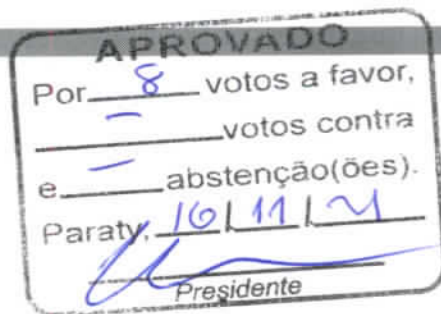 APROVADO
Por 8 votos a favor,
— votos contra
e — abstenção(ões).
Paraty, 16/11/21
Presidente